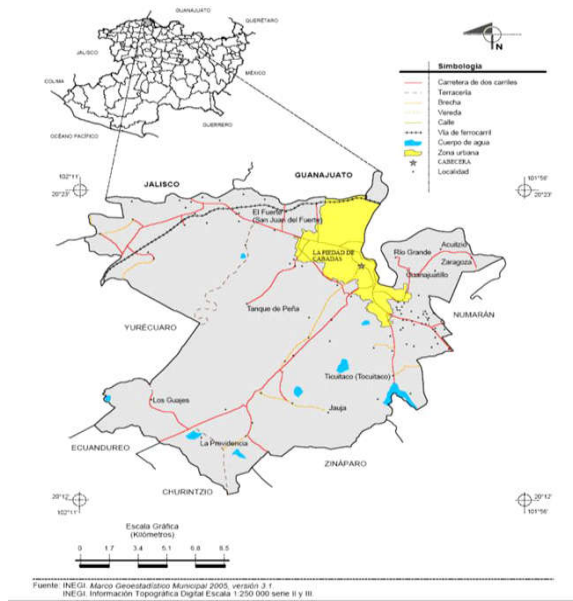 GUANAJUATO
QUERÉTARO
JALISCO
MÉXICO
COLIMA
GUERRERO
OCÉANO PACÍFICO
N
Simbología
Carretera de dos carriles
Terracería
Brecha
Vereda
Calle
Vía de ferrocarril
Cuerpo de agua
Zona urbana
CABECERA
Localidad
102°11'
20°23'
101°56'
20°23'
JALISCO
GUANAJUATO
El Fuerte
(San Juan del Fuerte)
LA PIEDAD DE
CABADAS
Río Grande
Acuitzio
Zaragoza
Guanajuatillo
Tanque de Peña
NUMARÁN
YURÉCUARO
Ticuitaco (Tocuitaco)
Los Guajes
Jauja
La Providencia
ECUANDUREO
ZINÁPARO
CHURINTZIO
20°12'
102°11'
20°12'
101°56'
Escala Gráfica
(Kilómetros)
0 1.7 3.4 5.1 6.8 8.5
Fuente: INEGI. Marco Geoestadístico Municipal 2005, versión 3.1.
INEGI. Información Topográfica Digital Escala 1:250 000 serie II y III.